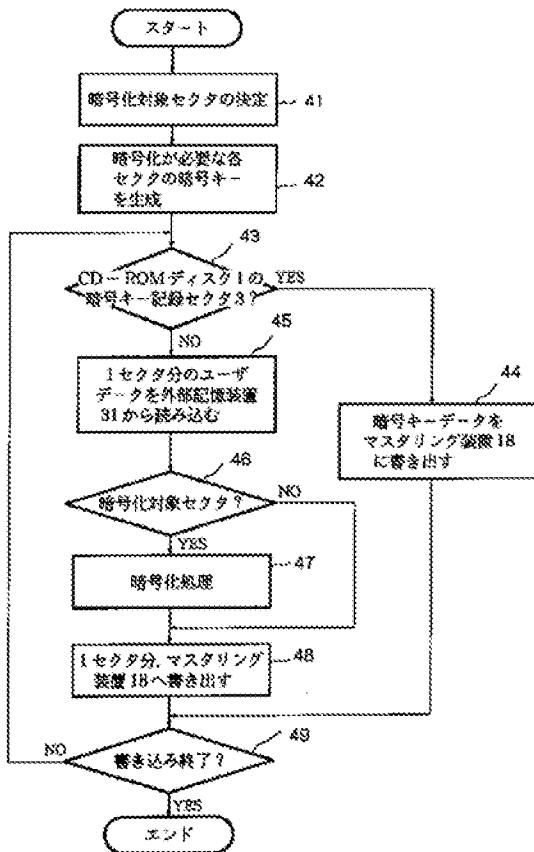 スタート
暗号化対象セクタの決定
41
暗号化が必要な各
セクタの暗号キー
を生成
42
43
CD-ROMディスク1の
暗号キー記録セクタ3?
YES
NO
45
1セクタ分のユーザ
データを外部記憶装置
31から読み込む
44
暗号キーデータを
マスタリング装置18
に書き出す
46
暗号化対象セクタ?
NO
YES
47
暗号化処理
48
1セクタ分,マスタリング
装置18へ書き出す
49
書き込み終了?
NO
YES
エンド